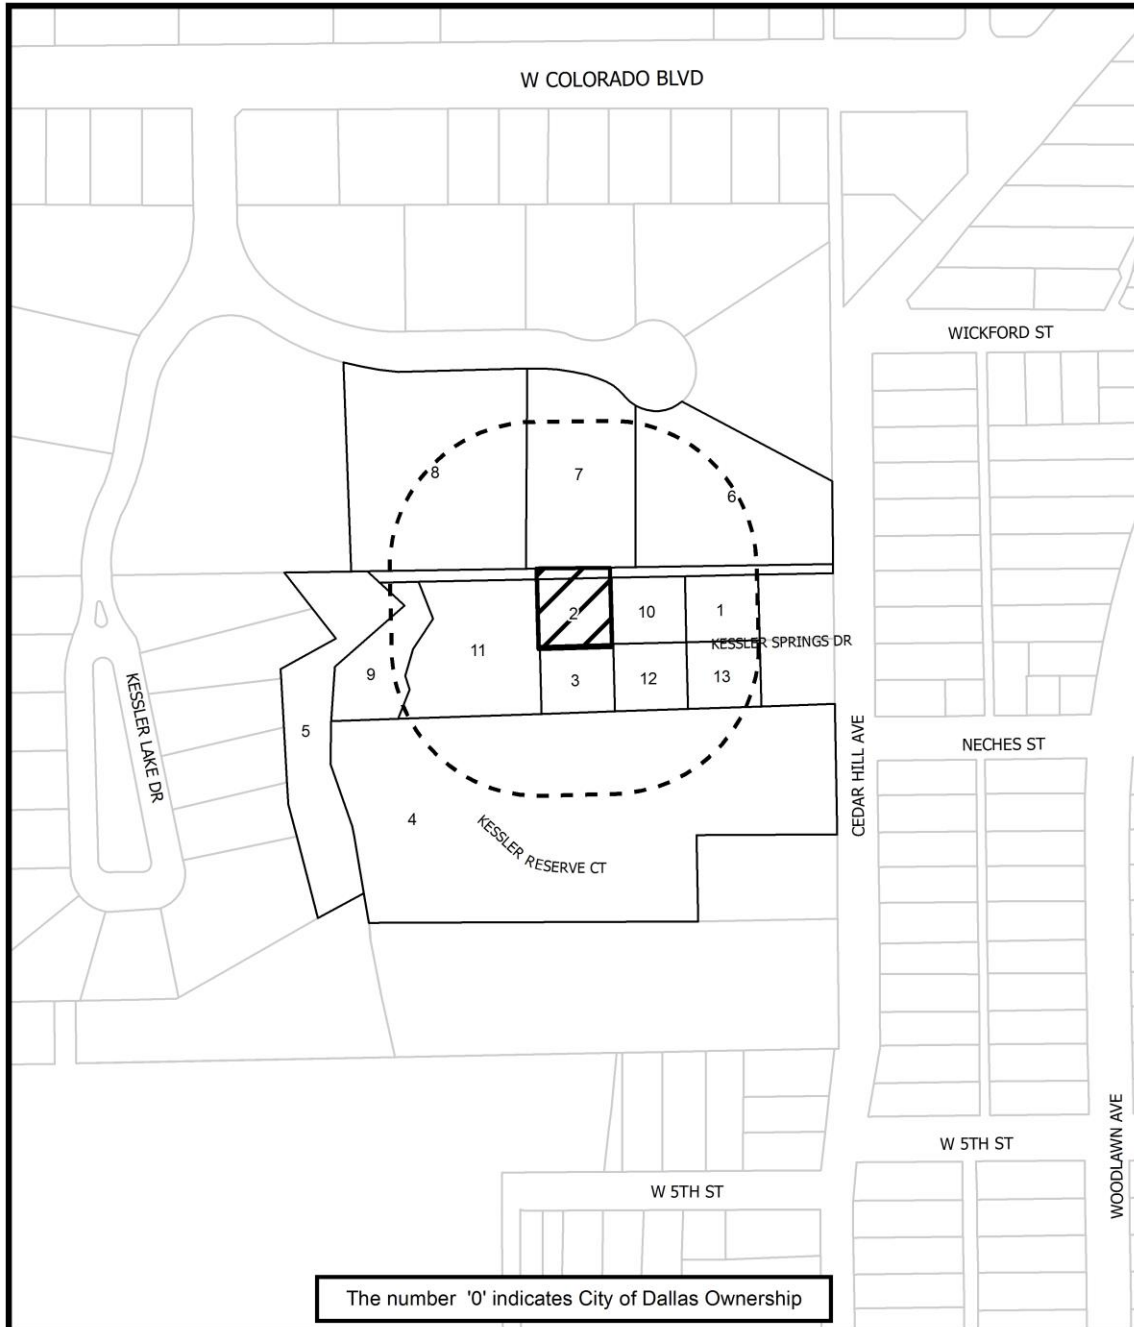 W COLORADO BLVD
WICKFORD ST
8
7
6
2
10
1
KESSLER SPRINGS DR
11
9
3
12
13
KESSLER LAKE DR
5
NECHES ST
CEDAR HILL AVE
4
KESSLER RESERVE CT
W 5TH ST
WOODLAWN AVE
W 5TH ST
The number '0' indicates City of Dallas Ownership